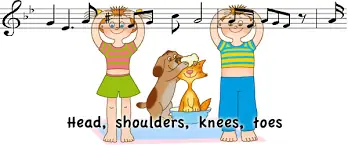 Head, shoulders, knees, toes